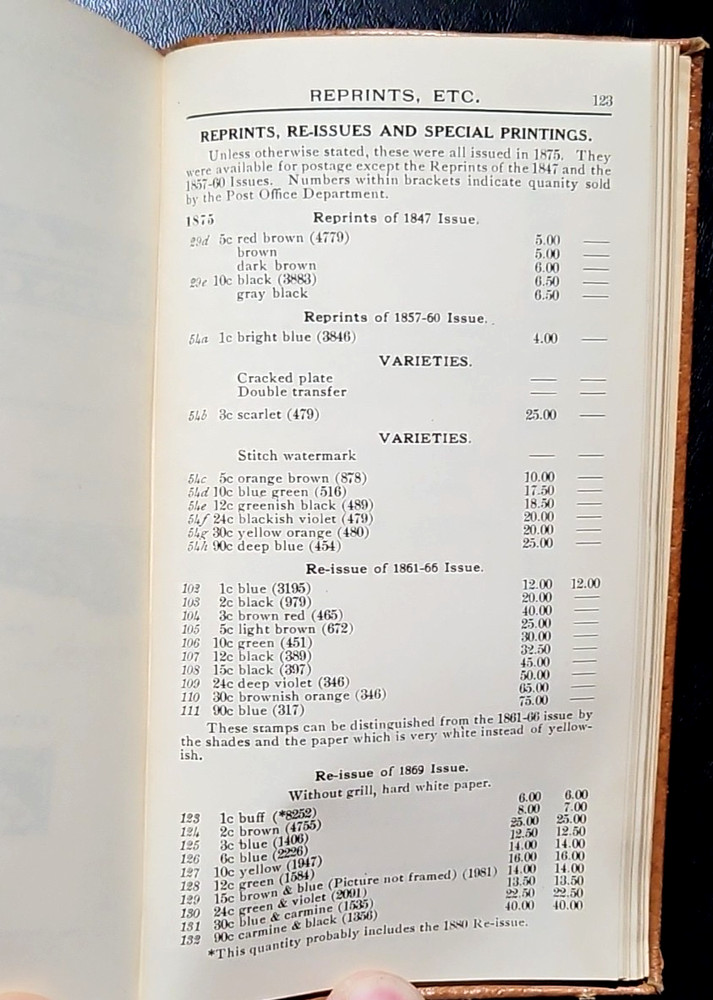 REPRINTS, ETC. 123
REPRINTS, RE-ISSUES AND SPECIAL PRINTINGS.
Unless otherwise stated, these were all issued in 1875. They
were available for postage except the Reprints of the 1847 and the
1857-60 Issues. Numbers within brackets indicate quanity sold
by the Post Office Department.
1875 Reprints of 1847 Issue.
29d 5c red brown (4779) 5.00 —
brown 5.00 —
dark brown 6.00 —
29e 10c black (3883) 6.50 —
gray black 6.50 —
Reprints of 1857-60 Issue.
54a 1c bright blue (3846) 4.00 —
VARIETIES.
Cracked plate — —
Double transfer — —
54b 3c scarlet (479) 25.00 —
VARIETIES.
Stitch watermark — —
54c 5c orange brown (878) 10.00 —
54d 10c blue green (516) 17.50 —
54e 12c greenish black (489) 18.50 —
54f 24c blackish violet (479) 20.00 —
54g 30c yellow orange (480) 20.00 —
54h 90c deep blue (454) 25.00 —
Re-issue of 1861-66 Issue.
102 1c blue (3195) 12.00 12.00
103 2c black (979) 20.00 —
104 3c brown red (465) 40.00 —
105 5c light brown (672) 25.00 —
106 10c green (451) 30.00 —
107 12c black (389) 32.50 —
108 15c black (397) 45.00 —
109 24c deep violet (346) 50.00 —
110 30c brownish orange (346) 65.00 —
111 90c blue (317) 75.00 —
These stamps can be distinguished from the 1861-66 issue by
the shades and the paper which is very white instead of yellow-
ish.
Re-issue of 1869 Issue.
Without grill, hard white paper.
123 1c buff (*8252) 6.00 6.00
124 2c brown (4755) 8.00 7.00
125 3c blue (1406) 25.00 25.00
126 6c blue (2226) 12.50 12.50
127 10c yellow (1947) 14.00 14.00
128 12c green (1584) 16.00 16.00
129 15c brown & blue (Picture not framed) (1981) 14.00 14.00
130 24c green & violet (2091) 13.50 13.50
131 30c blue & carmine (1535) 22.50 22.50
132 90c carmine & black (1356) 40.00 40.00
*This quantity probably includes the 1880 Re-issue.